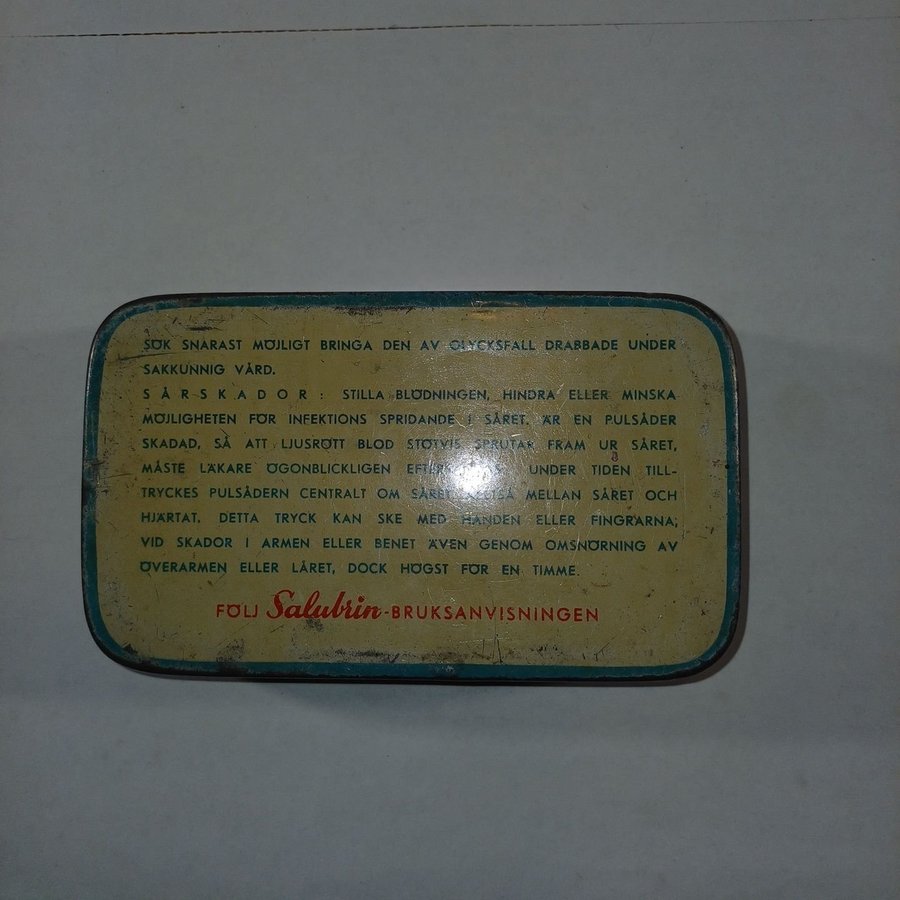 SÖK SNARAST MÖJLIGT BRINGA DEN AV OLYCKSFALL DRABBADE UNDER
SAKKUNNIG VÅRD.
SÅRSKADOR: STILLA BLÖDNINGEN, HINDRA ELLER MINSKA
MÖJLIGHETEN FÖR INFEKTIONS SPRIDANDE I SÅRET. ÄR EN PULSÅDER
SKADAD, SÅ ATT LJUSRÖTT BLOD STÖTVIS SPRUTAR FRAM UR SÅRET,
MÅSTE LÄKARE ÖGONBLICKLIGEN UNDER TIDEN TILL-
TRYCKES PULSÅDERN CENTRALT OM SÅRET, ALLTSÅ MELLAN SÅRET OCH
HJÄRTAT. DETTA TRYCK KAN SKE MED HANDEN ELLER FINGRARNA;
VID SKADOR I ARMEN ELLER BENET ÄVEN GENOM OMSNÖRNING AV
ÖVERARMEN ELLER LÅRET, DOCK HÖGST FÖR EN TIMME.
FÖLJ Salubrin-BRUKSANVISNINGEN